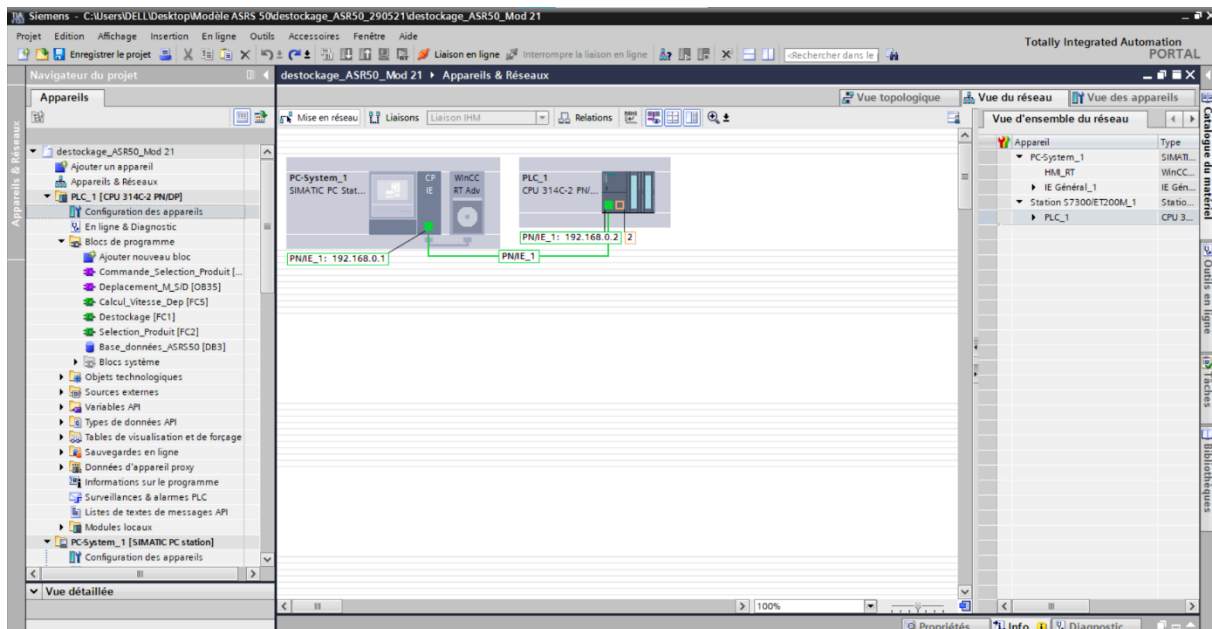 Siemens - C:\Users\DELL\Desktop\Modèle ASRS 50\destockage_ASR50_290521\destockage_ASR50_Mod 21
Projet Edition Affichage Insertion En ligne Outils Accessoires Fenêtre Aide
Totally Integrated Automation
PORTAL
Enregistrer le projet Liaison en ligne Interrompre la liaison en ligne <Rechercher dans le
Navigateur du projet
destockage_ASR50_Mod 21 ▸ Appareils & Réseaux
Appareils
Vue topologique Vue du réseau Vue des appareils
Mise en réseau Liaisons Liaison IHM Relations
Vue d'ensemble du réseau
Appareil Type
PC-System_1 SIMATI...
HMI_RT WinCC...
IE Général_1 IE Gén...
Station S7300/ET200M_1 Statio...
PLC_1 CPU 3...
destockage_ASR50_Mod 21
Ajouter un appareil
Appareils & Réseaux
PLC_1 [CPU 314C-2 PN/DP]
Configuration des appareils
En ligne & Diagnostic
Blocs de programme
Ajouter nouveau bloc
Commande_Selection_Produit [...
Deplacement_M_S/D [OB35]
Calcul_Vitesse_Dep [FC5]
Destockage [FC1]
Selection_Produit [FC2]
Base_données_ASRS50 [DB3]
Blocs système
Objets technologiques
Sources externes
Variables API
Types de données API
Tables de visualisation et de forçage
Sauvegardes en ligne
Données d'appareil proxy
Informations sur le programme
Surveillances & alarmes PLC
Listes de textes de messages API
Modules locaux
PC-System_1 [SIMATIC PC station]
Configuration des appareils
Vue détaillée
PC-System_1
SIMATIC PC Stat...
CP
IE
WinCC
RT Adv
PLC_1
CPU 314C-2 PN/...
PN/IE_1: 192.168.0.2 2
PN/IE_1: 192.168.0.1
PN/IE_1
100%
Propriétés Info Diagnostic
Appareils & Réseaux
Catalogue du matériel
Outils en ligne
Tâches
Bibliothèques